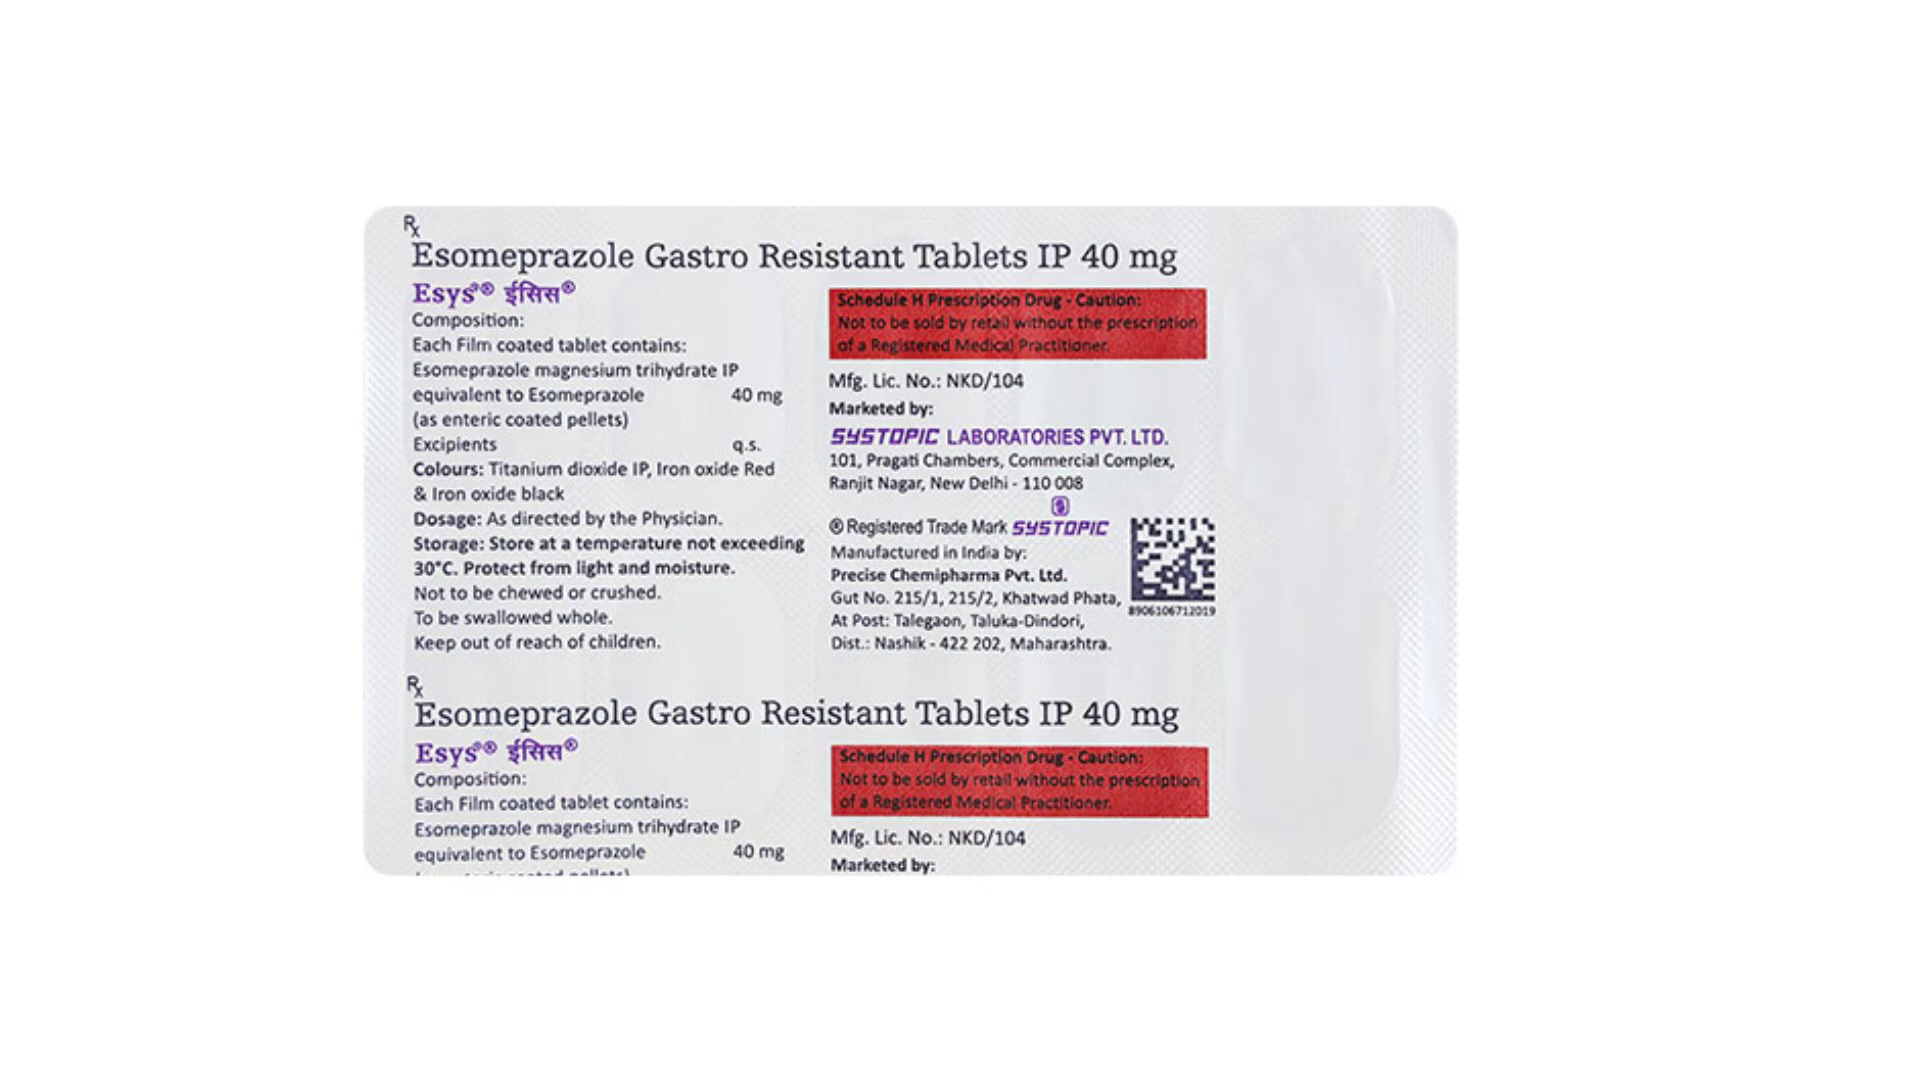 Rx
Esomeprazole Gastro Resistant Tablets IP 40 mg
Esys® ईसिस®
Composition:
Each Film coated tablet contains:
Esomeprazole magnesium trihydrate IP
equivalent to Esomeprazole 40 mg
(as enteric coated pellets)
Excipients q.s.
Colours: Titanium dioxide IP, Iron oxide Red
& Iron oxide black
Dosage: As directed by the Physician.
Storage: Store at a temperature not exceeding
30°C. Protect from light and moisture.
Not to be chewed or crushed.
To be swallowed whole.
Keep out of reach of children.
Schedule H Prescription Drug - Caution:
Not to be sold by retail without the prescription
of a Registered Medical Practitioner.
Mfg. Lic. No.: NKD/104
Marketed by:
SYSTOPIC LABORATORIES PVT. LTD.
101, Pragati Chambers, Commercial Complex,
Ranjit Nagar, New Delhi - 110 008
® Registered Trade Mark SYSTOPIC
Manufactured in India by:
Precise Chemipharma Pvt. Ltd.
Gut No. 215/1, 215/2, Khatwad Phata,
At Post: Talegaon, Taluka-Dindori,
Dist.: Nashik - 422 202, Maharashtra.
8906106712019
Rx
Esomeprazole Gastro Resistant Tablets IP 40 mg
Esys® ईसिस®
Composition:
Each Film coated tablet contains:
Esomeprazole magnesium trihydrate IP
equivalent to Esomeprazole 40 mg
Schedule H Prescription Drug - Caution:
Not to be sold by retail without the prescription
of a Registered Medical Practitioner.
Mfg. Lic. No.: NKD/104
Marketed by: